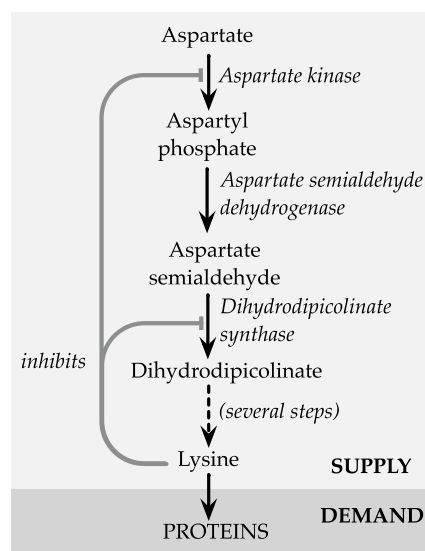 Aspartate
Aspartate kinase
Aspartyl
phosphate
Aspartate semialdehyde
dehydrogenase
Aspartate
semialdehyde
Dihydrodipicolinate
synthase
inhibits
Dihydrodipicolinate
(several steps)
Lysine
SUPPLY
DEMAND
PROTEINS